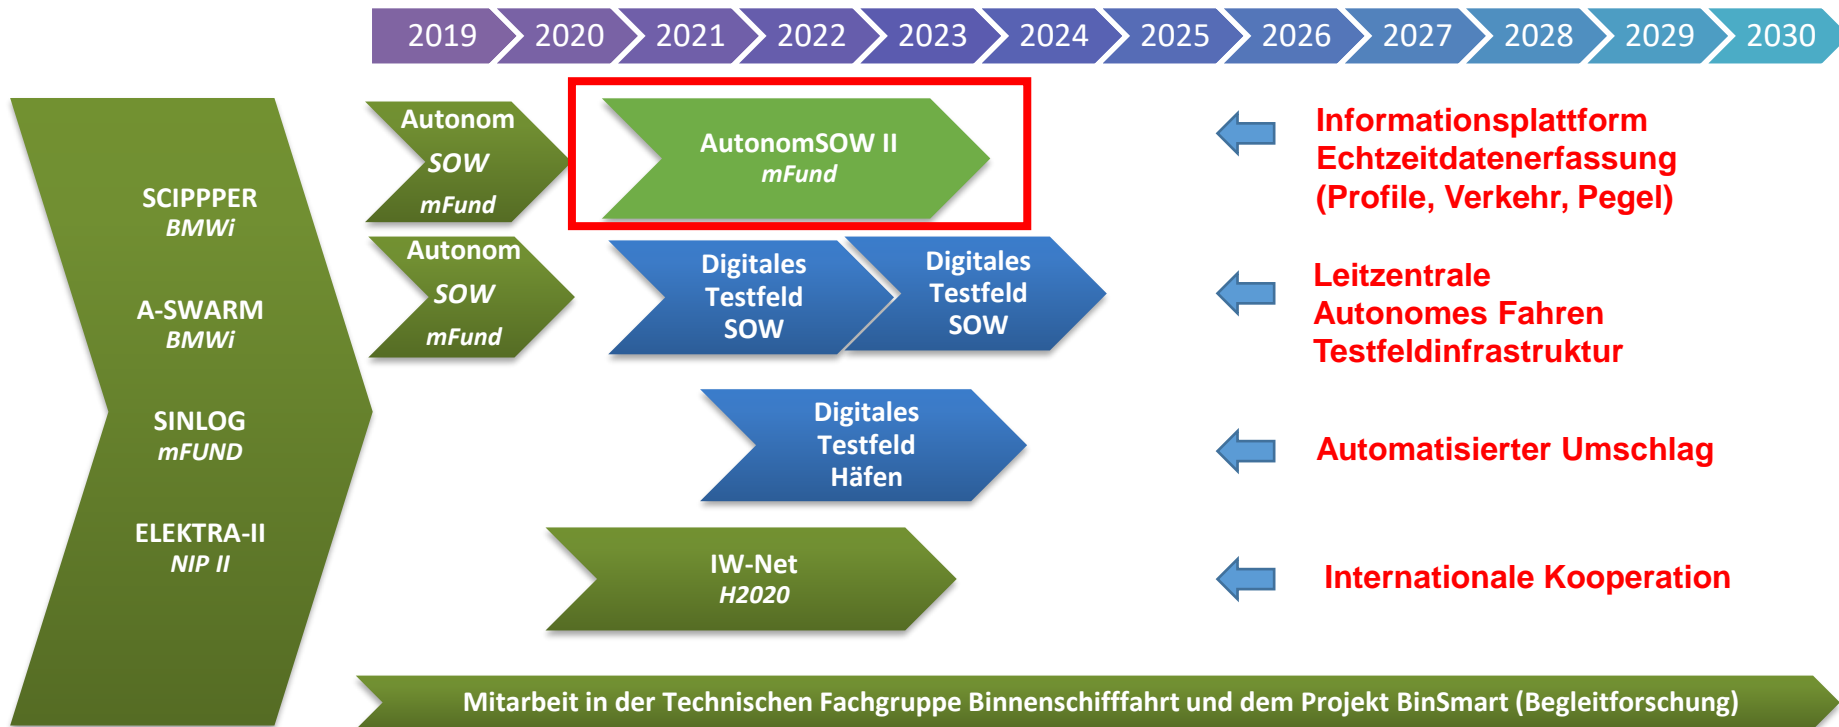 2019 2020 2021 2022 2023 2024 2025 2026 2027 2028 2029 2030
SCIPPPER
BMWi
A-SWARM
BMWi
SINLOG
mFUND
ELEKTRA-II
NIP II
Autonom
SOW
mFund
AutonomSOW II
mFund
Informationsplattform
Echtzeitdatenerfassung
(Profile, Verkehr, Pegel)
Autonom
SOW
mFund
Digitales
Testfeld
SOW
Digitales
Testfeld
SOW
Leitzentrale
Autonomes Fahren
Testfeldinfrastruktur
Digitales
Testfeld
Häfen
Automatisierter Umschlag
IW-Net
H2020
Internationale Kooperation
Mitarbeit in der Technischen Fachgruppe Binnenschifffahrt und dem Projekt BinSmart (Begleitforschung)